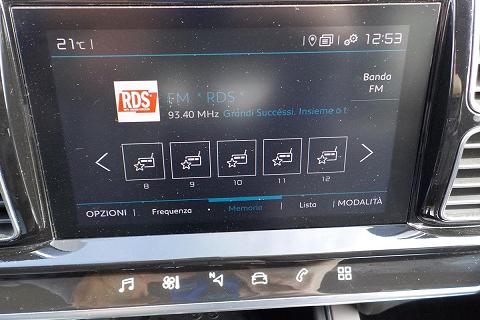 21°C
12:53
RDS
FM * RDS *
Banda
FM
93.40 MHz Grandi Successi. Insieme a t
8 9 10 11 12
OPZIONI Frequenza Memoria Lista MODALITÀ
N